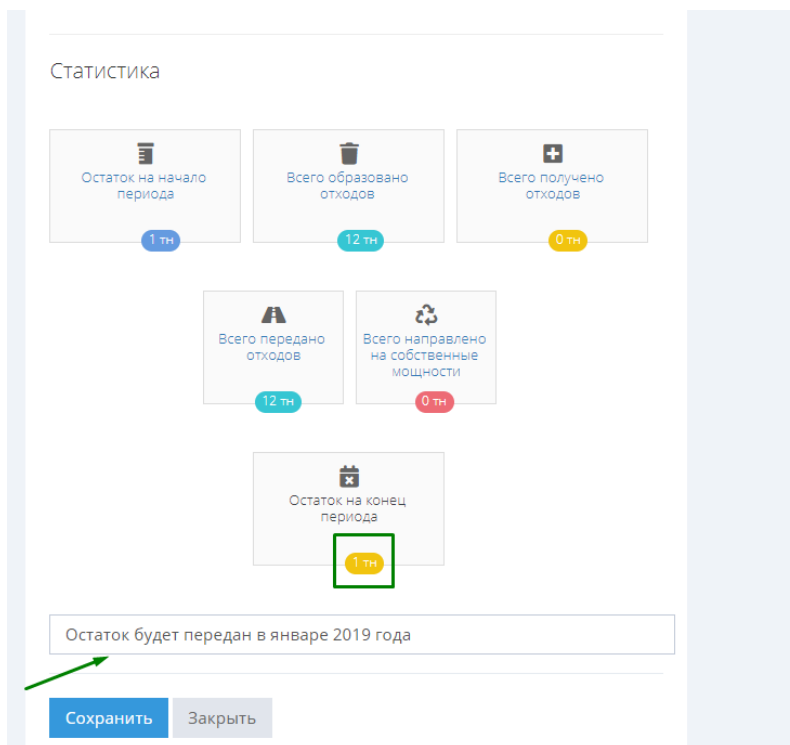 Статистика
Остаток на начало
периода
1 тн
Всего образовано
отходов
12 тн
Всего получено
отходов
0 тн
Всего передано
отходов
12 тн
Всего направлено
на собственные
мощности
0 тн
Остаток на конец
периода
1 тн
Остаток будет передан в январе 2019 года
Сохранить
Закрыть